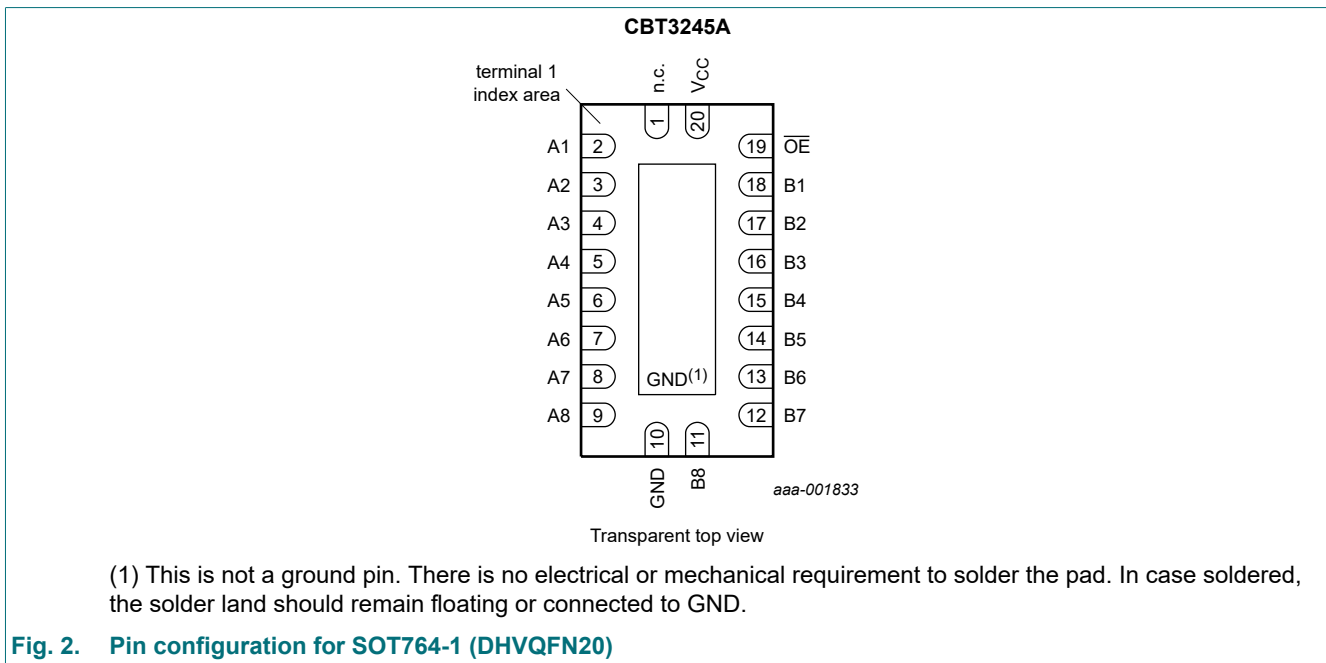 CBT3245A
terminal 1
index area
n.c.
VCC
1
20
A1 2 19 OE
A2 3 18 B1
A3 4 17 B2
A4 5 16 B3
A5 6 15 B4
A6 7 14 B5
A7 8 GND(1) 13 B6
A8 9 12 B7
10
11
GND
B8
aaa-001833
Transparent top view
(1) This is not a ground pin. There is no electrical or mechanical requirement to solder the pad. In case soldered,
the solder land should remain floating or connected to GND.
Fig. 2. Pin configuration for SOT764-1 (DHVQFN20)